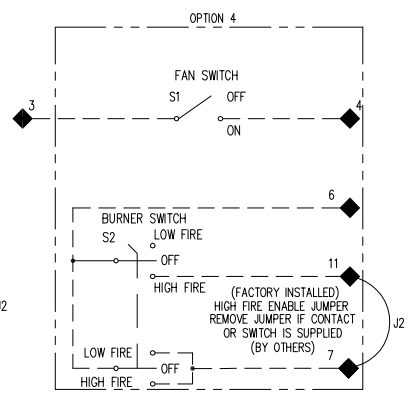 OPTION 4
FAN SWITCH
S1
OFF
3
4
ON
6
BURNER SWITCH
S2
LOW FIRE
OFF
11
HIGH FIRE
(FACTORY INSTALLED)
HIGH FIRE ENABLE JUMPER
REMOVE JUMPER IF CONTACT
OR SWITCH IS SUPPLIED
(BY OTHERS)
J2
J2
LOW FIRE
OFF
7
HIGH FIRE